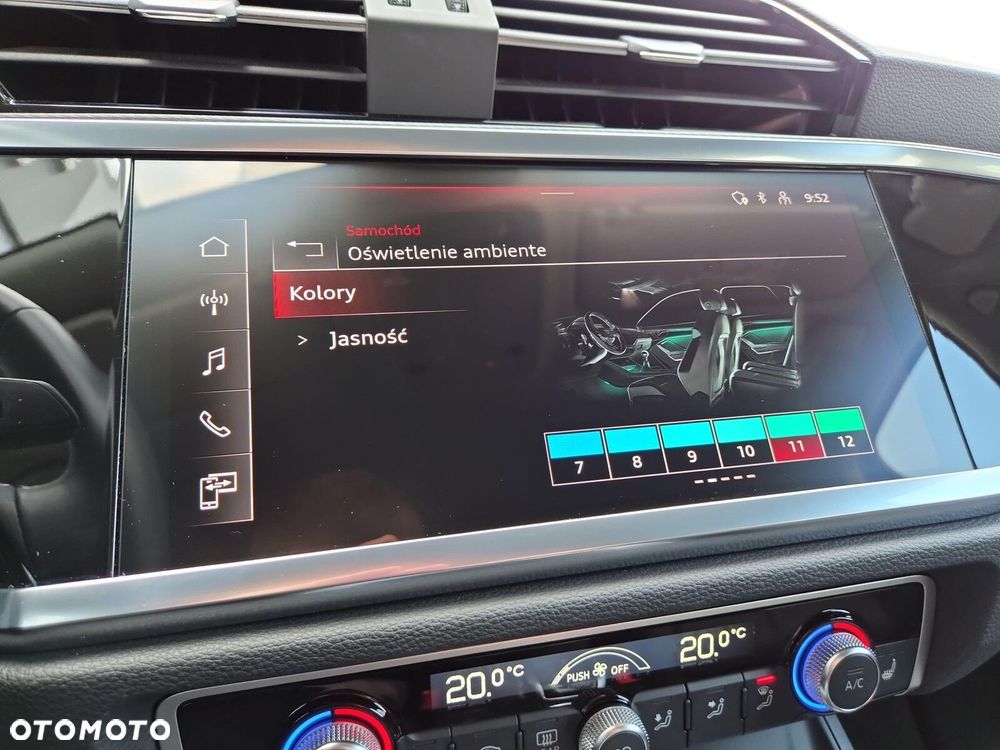 9:52
Samochód
Oświetlenie ambiente
Kolory
> Jasność
7 8 9 10 11 12
20.0°C
PUSH OFF
20.0°C
A/C
OTOMOTO